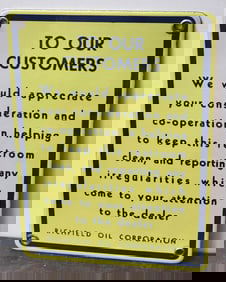 TO OUR
CUSTOMERS
We would appreciate
your consideration and
co-operation in helping
to keep this restroom
clean and reporting any
irregularities which
come to your attention
to the dealer
RICHFIELD OIL CORPORATION